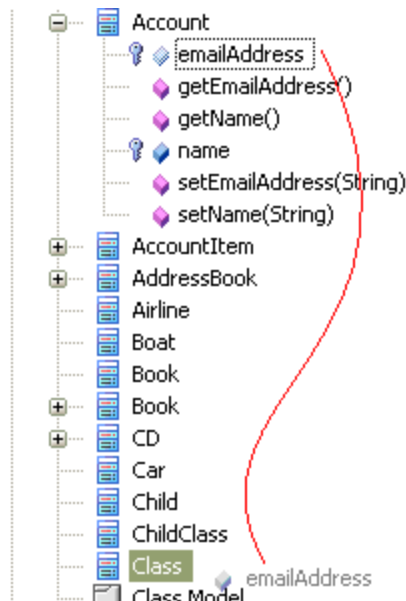 Account
emailAddress
getEmailAddress()
getName()
name
setEmailAddress(String)
setName(String)
AccountItem
AddressBook
Airline
Boat
Book
Book
CD
Car
Child
ChildClass
Class
emailAddress
Class Model